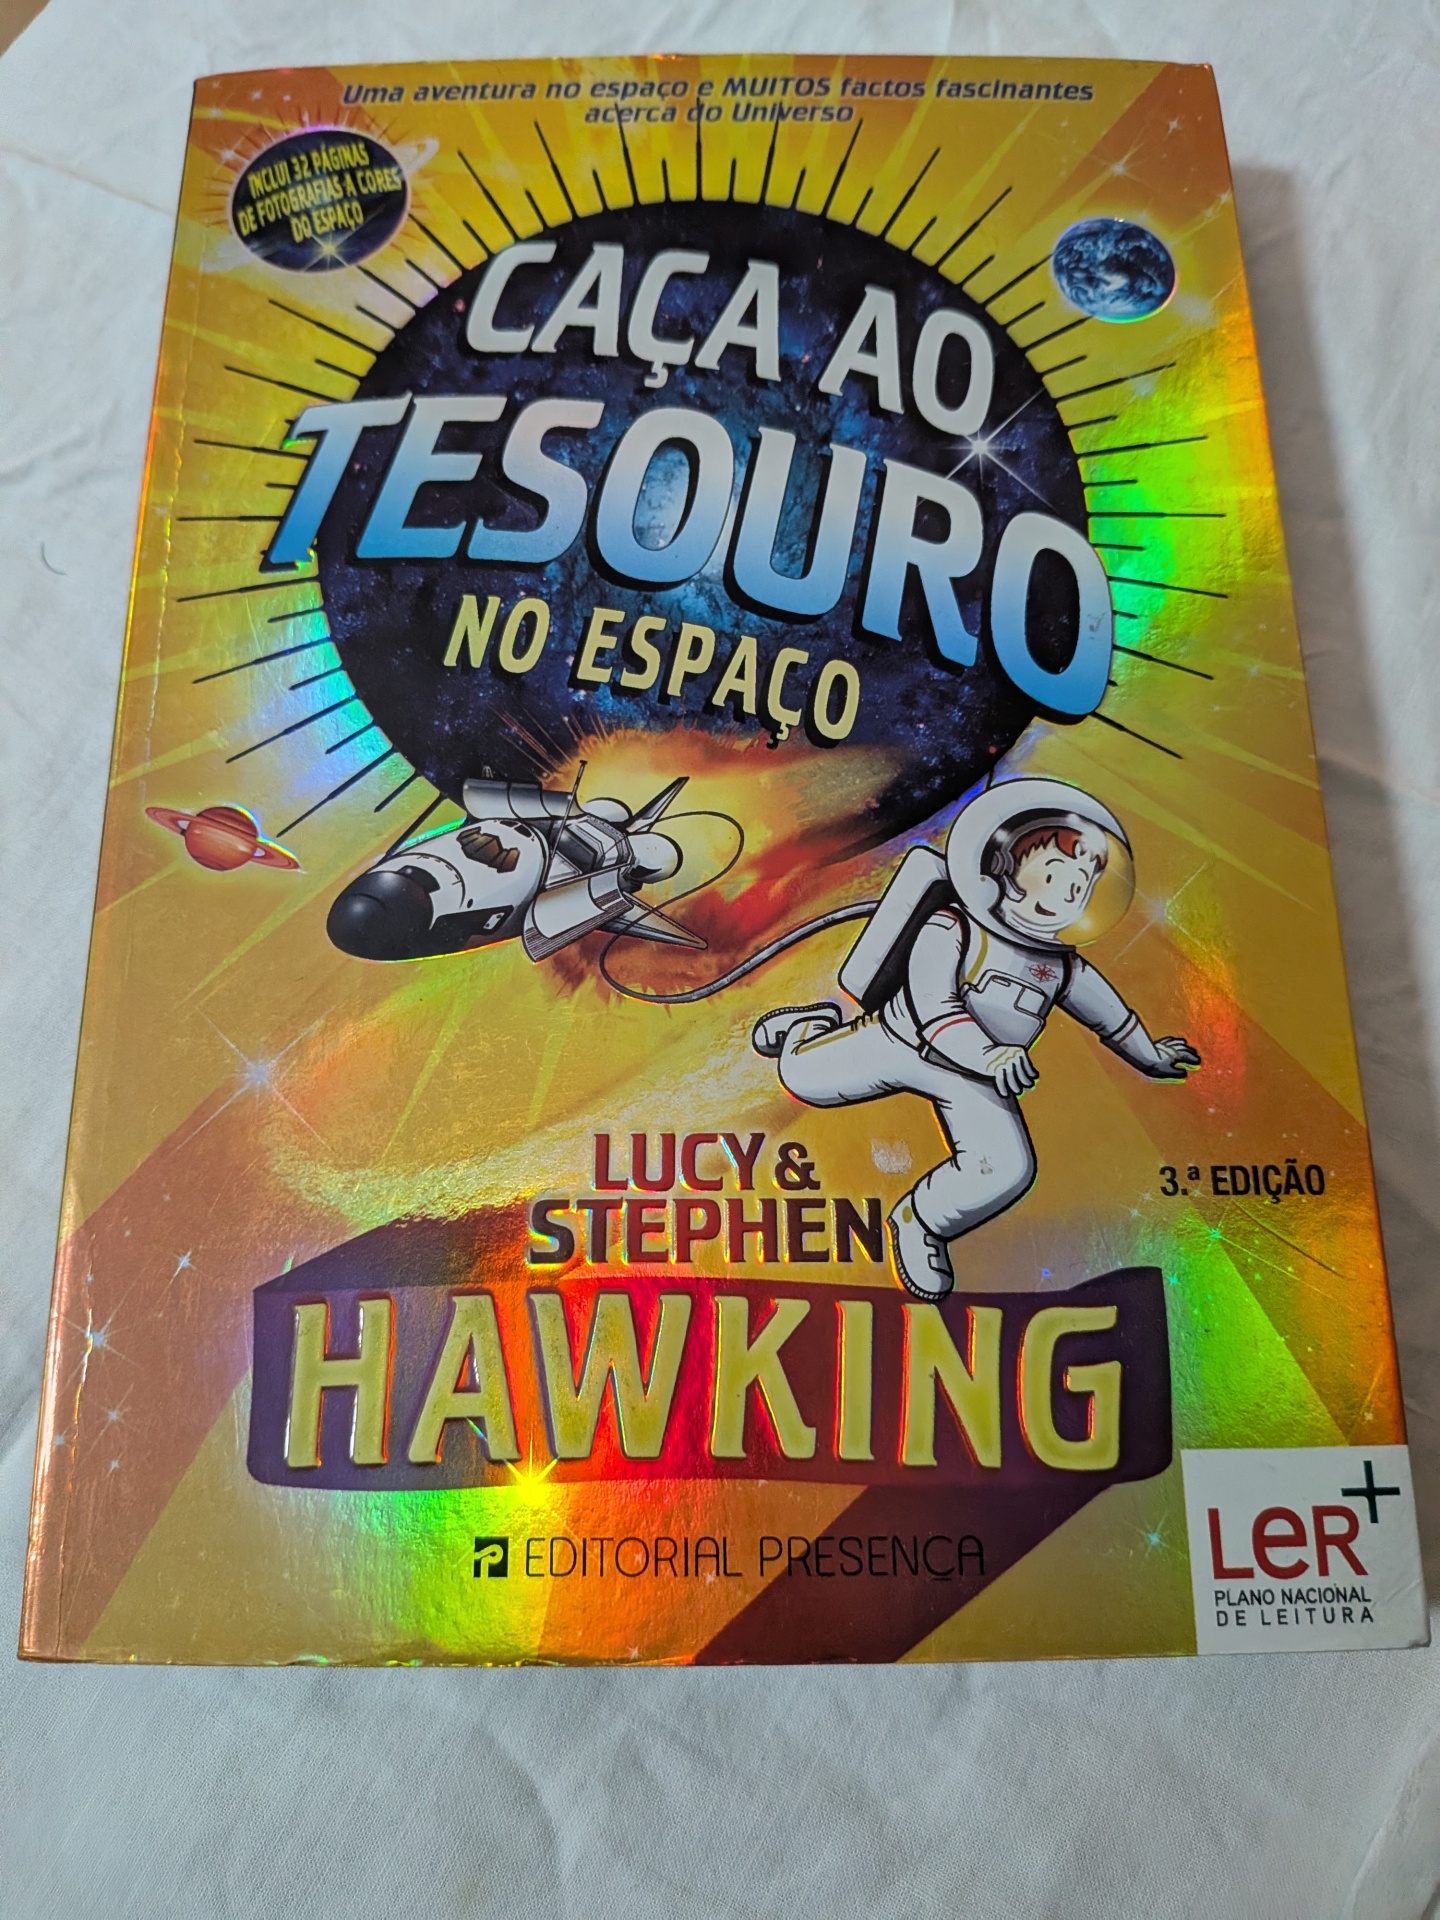 Uma aventura no espaço e MUITOS factos fascinantes
acerca do Universo
INCLUI 32 PÁGINAS
DE FOTOGRAFIAS A CORES
DO ESPAÇO
CAÇA AO
TESOURO
NO ESPAÇO
LUCY &
STEPHEN
3.ª EDIÇÃO
HAWKING
EDITORIAL PRESENÇA
LeR+
PLANO NACIONAL
DE LEITURA